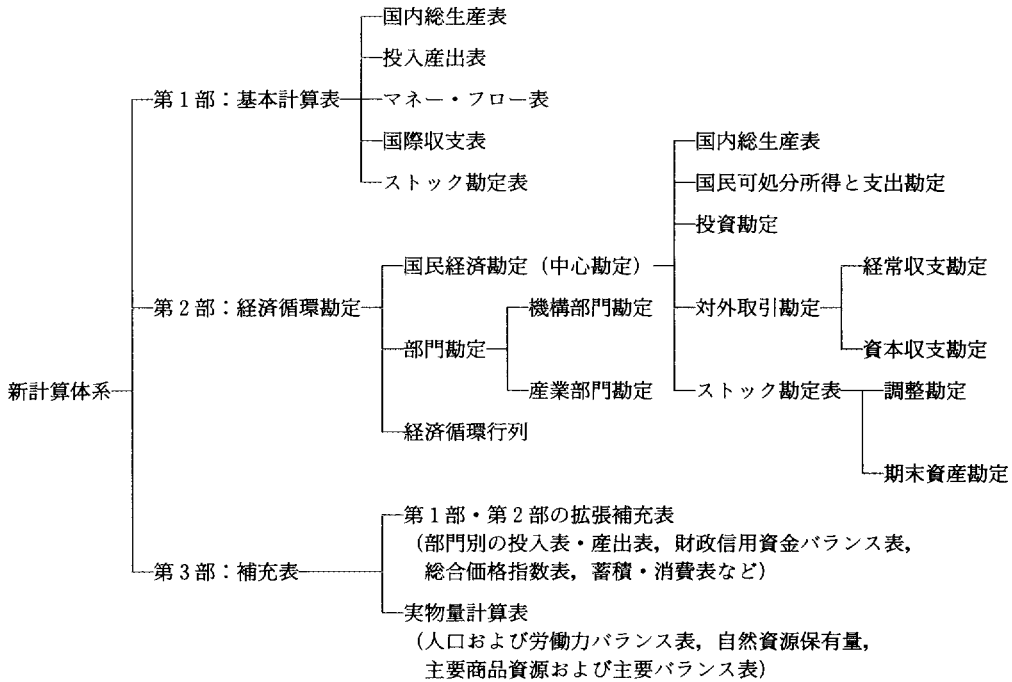 新計算体系
第1部：基本計算表
国内総生産表
投入産出表
マネー・フロー表
国際収支表
ストック勘定表
第2部：経済循環勘定
国民経済勘定（中心勘定）
国内総生産表
国民可処分所得と支出勘定
投資勘定
対外取引勘定
経常収支勘定
資本収支勘定
ストック勘定表
調整勘定
期末資産勘定
部門勘定
機構部門勘定
産業部門勘定
経済循環行列
第3部：補充表
第1部・第2部の拡張補充表
（部門別の投入表・産出表，財政信用資金バランス表，
総合価格指数表，蓄積・消費表など）
実物量計算表
（人口および労働力バランス表，自然資源保有量，
主要商品資源および主要バランス表）